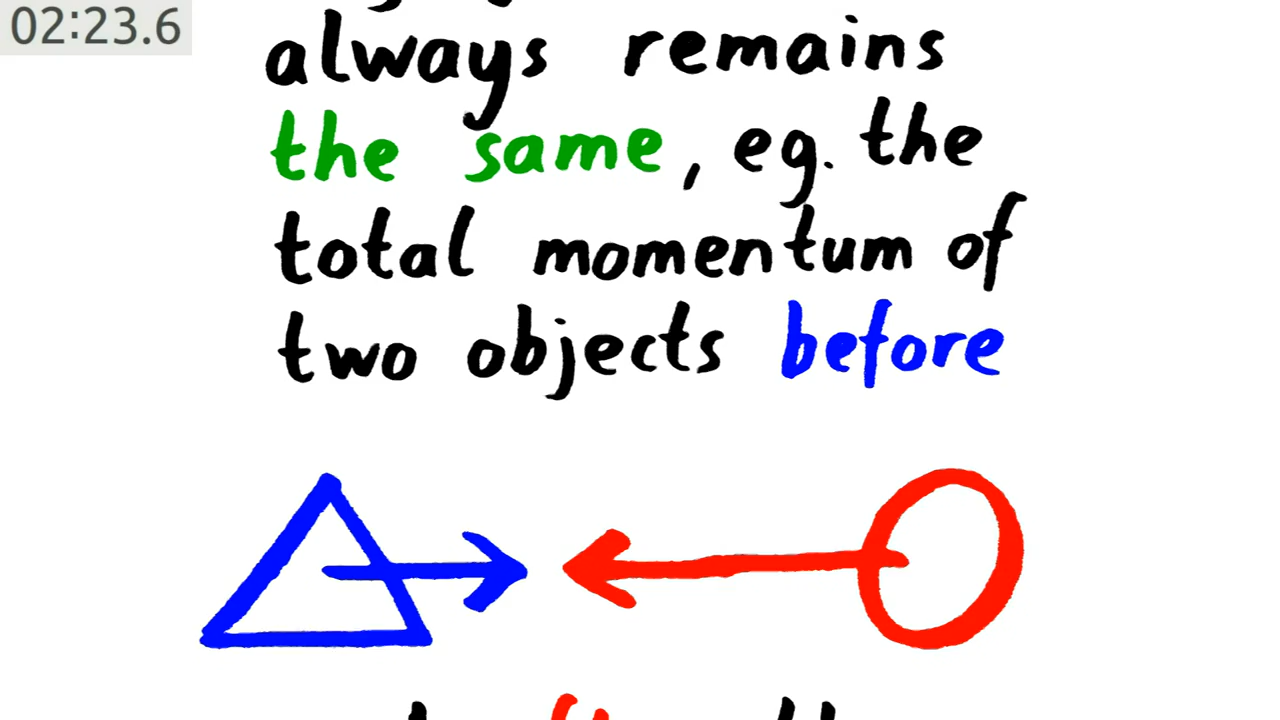 02:23.6
always remains
the same, eg. the
total momentum of
two objects before